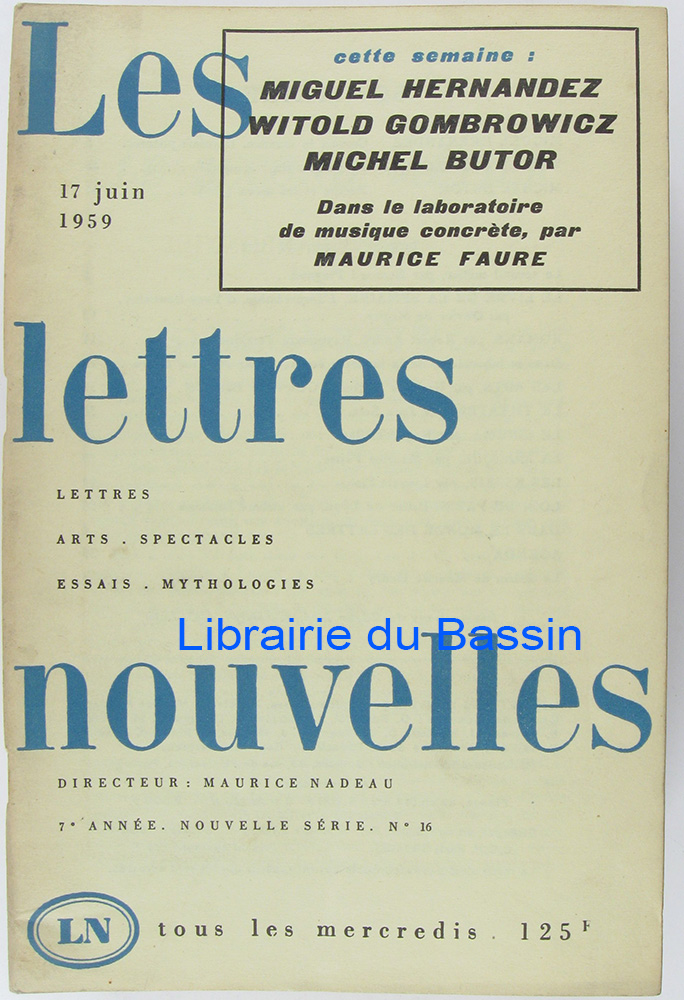 Les
cette semaine :
MIGUEL HERNANDEZ
WITOLD GOMBROWICZ
MICHEL BUTOR
Dans le laboratoire
de musique concrète, par
MAURICE FAURE
17 juin
1959
lettres
LETTRES
ARTS . SPECTACLES
ESSAIS . MYTHOLOGIES
Librairie du Bassin
nouvelles
DIRECTEUR : MAURICE NADEAU
7e ANNÉE. NOUVELLE SÉRIE. N° 16
LN tous les mercredis . 125 F